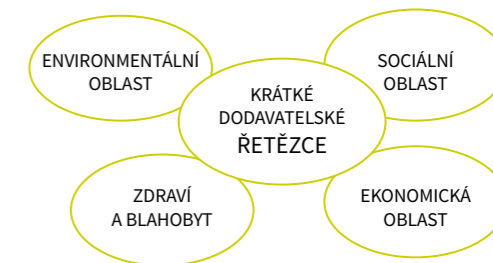 ENVIRONMENTÁLNÍ
OBLAST
SOCIÁLNÍ
OBLAST
KRÁTKÉ
DODAVATELSKÉ
ŘETĚZCE
ZDRAVÍ
A BLAHOBYT
EKONOMICKÁ
OBLAST